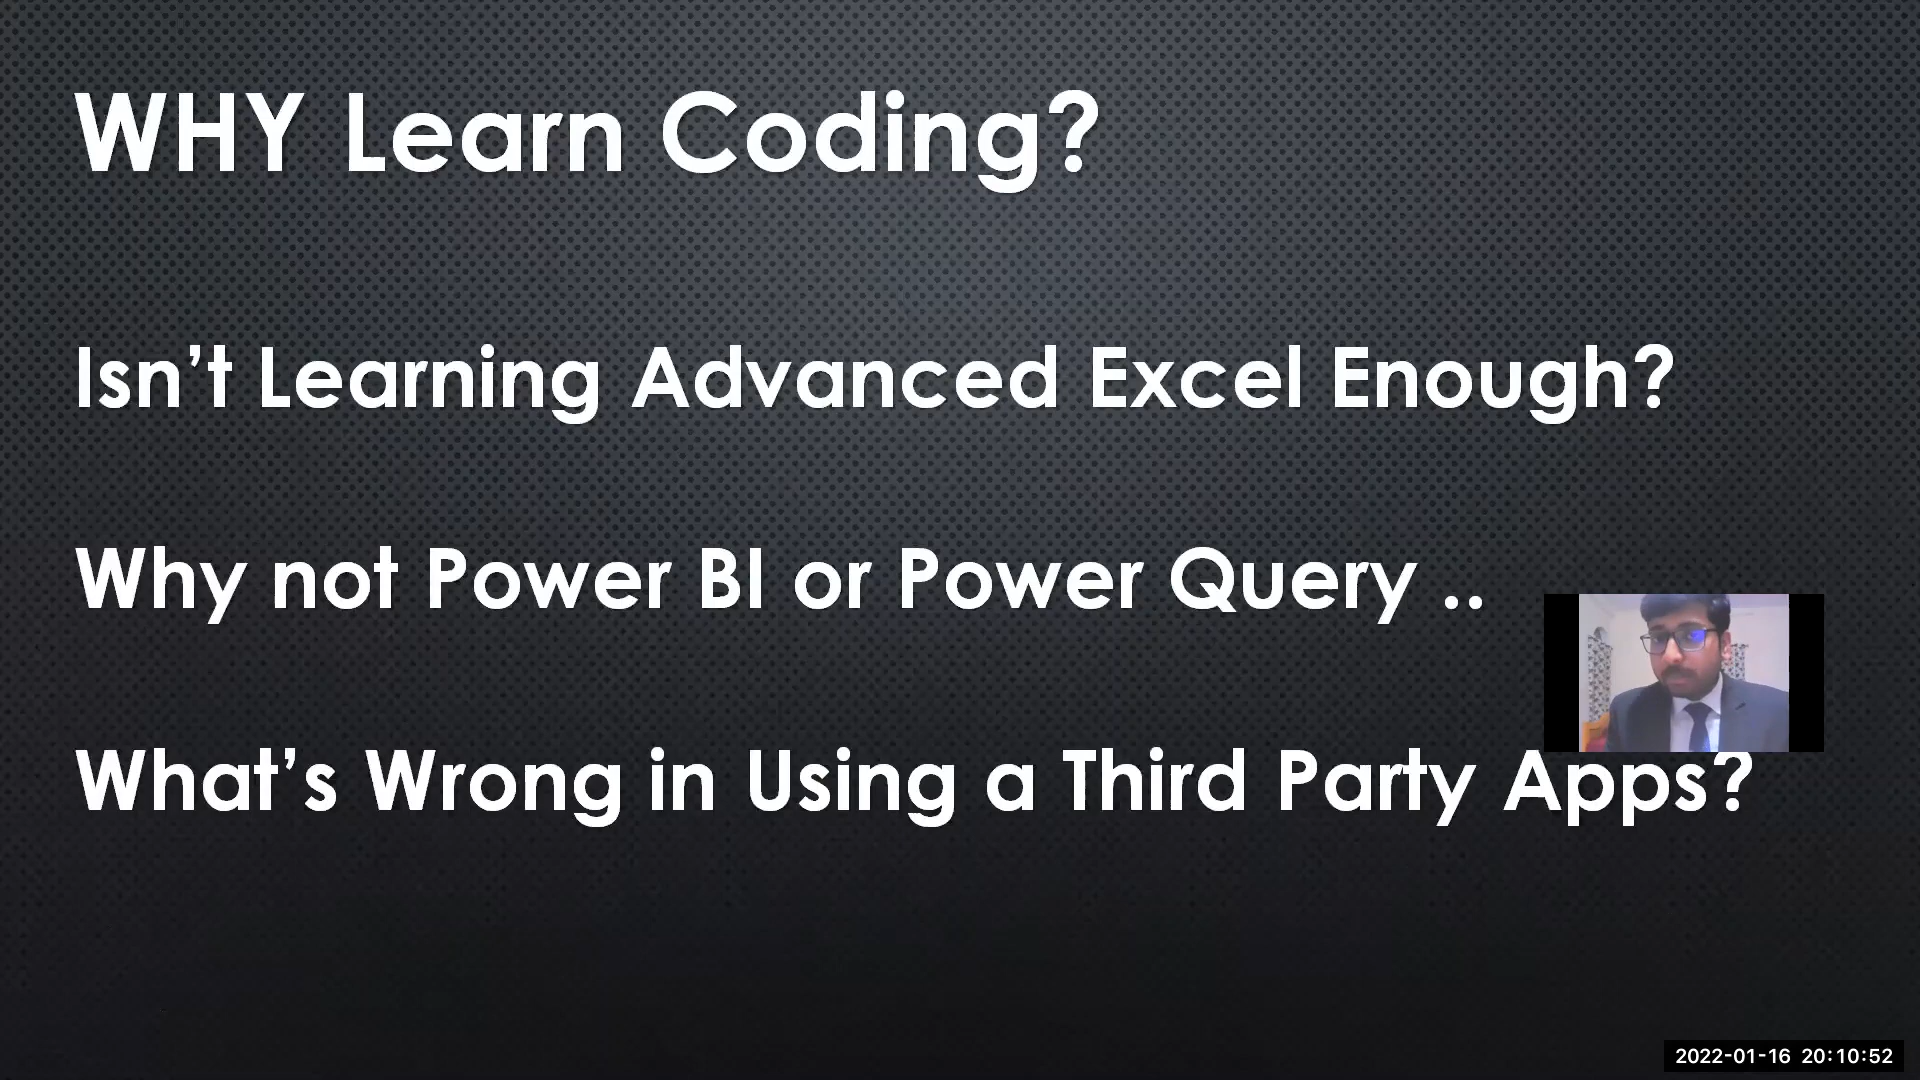 WHY Learn Coding?
Isn’t Learning Advanced Excel Enough?
Why not Power BI or Power Query ..
What’s Wrong in Using a Third Party Apps?
2022-01-16 20:10:52